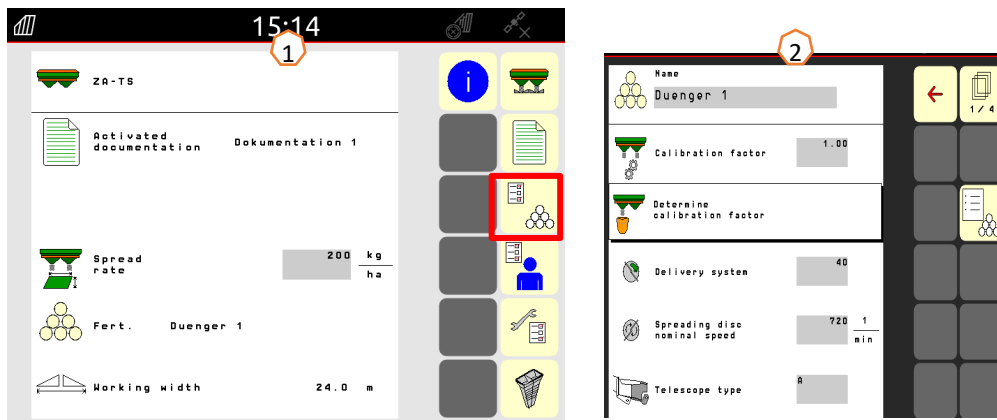 15:14
1
ZA-TS
i
Activated
documentation Dokumentation 1
Spread
rate 200 kg
ha
Fert. Duenger 1
Working width 24.0 m
2
Name
Duenger 1
1/4
Calibration factor 1.00
Determine
calibration factor
Delivery system 40
Spreading disc
nominal speed 720 1
min
Telescope type A